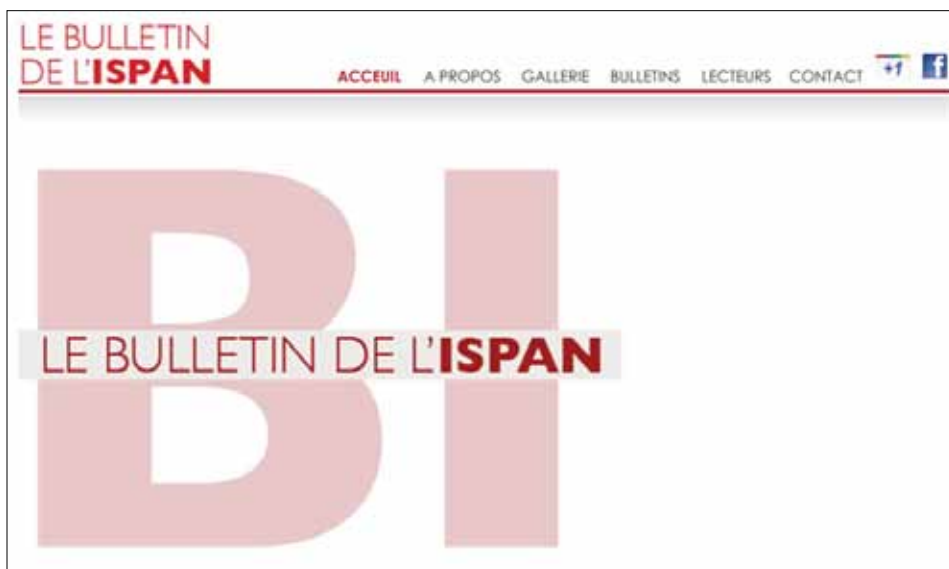 LE BULLETIN
DE L'ISPAN
ACCEUIL A PROPOS GALLERIE BULLETINS LECTEURS CONTACT +1 f
BI
LE BULLETIN DE L'ISPAN